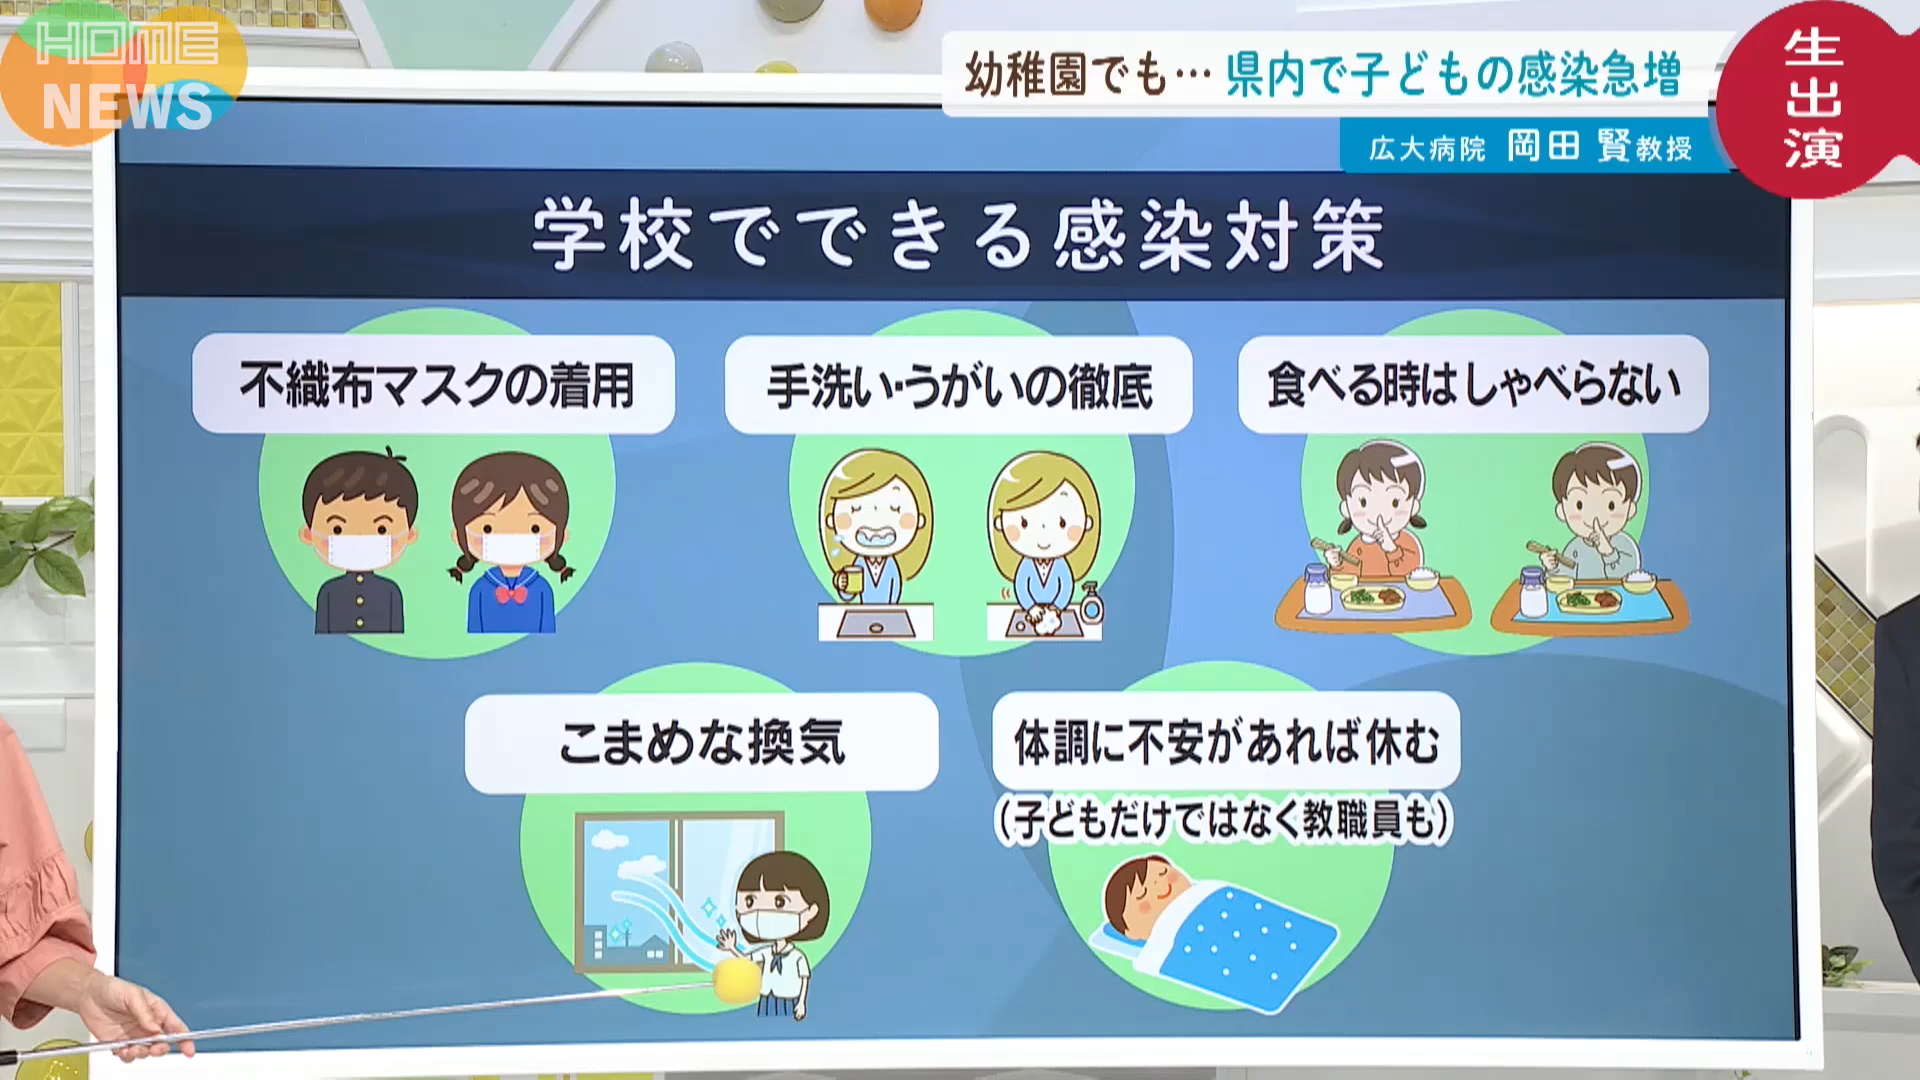 HOME
NEWS
幼稚園でも… 県内で子どもの感染急増
生出演
広大病院 岡田 賢教授
学校でできる感染対策
不織布マスクの着用
手洗い・うがいの徹底
食べる時はしゃべらない
こまめな換気
体調に不安があれば休む
(子どもだけではなく教職員も)